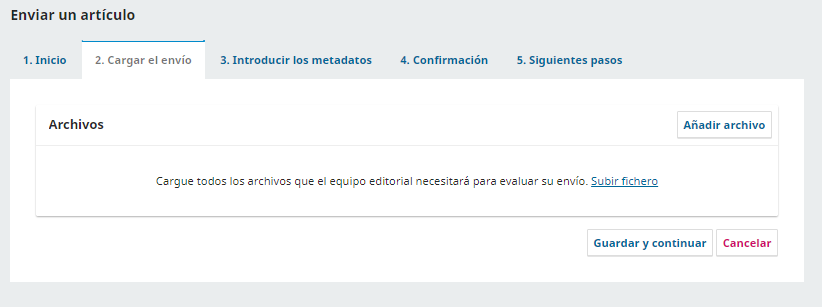 Enviar un artículo
1. Inicio
2. Cargar el envío
3. Introducir los metadatos
4. Confirmación
5. Siguientes pasos
Archivos
Añadir archivo
Cargue todos los archivos que el equipo editorial necesitará para evaluar su envío. Subir fichero
Guardar y continuar
Cancelar